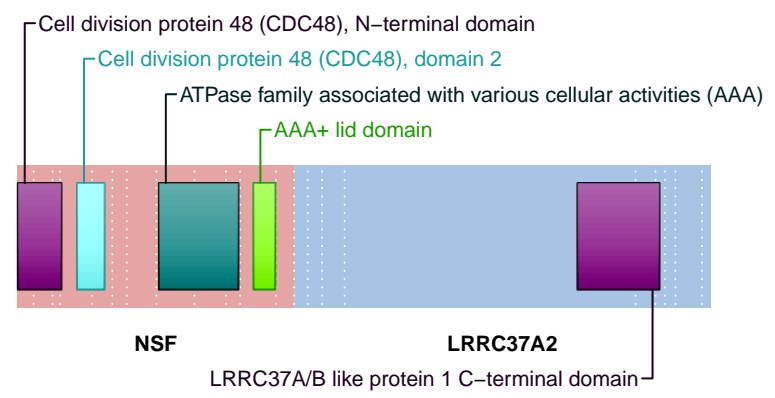 Cell division protein 48 (CDC48), N−terminal domain
Cell division protein 48 (CDC48), domain 2
ATPase family associated with various cellular activities (AAA)
AAA+ lid domain
NSF
LRRC37A2
LRRC37A/B like protein 1 C−terminal domain